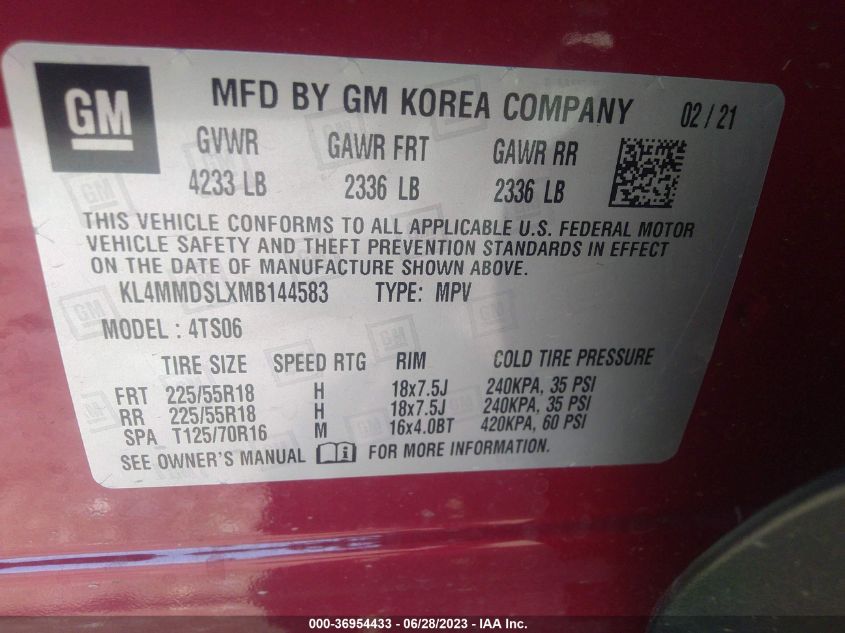 GM
MFD BY GM KOREA COMPANY 02 / 21
GVWR GAWR FRT GAWR RR
4233 LB 2336 LB 2336 LB
THIS VEHICLE CONFORMS TO ALL APPLICABLE U.S. FEDERAL MOTOR
VEHICLE SAFETY AND THEFT PREVENTION STANDARDS IN EFFECT
ON THE DATE OF MANUFACTURE SHOWN ABOVE.
KL4MMDSLXMB144583 TYPE: MPV
MODEL : 4TS06
TIRE SIZE SPEED RTG RIM COLD TIRE PRESSURE
FRT 225/55R18 H 18x7.5J 240KPA, 35 PSI
RR 225/55R18 H 18x7.5J 240KPA, 35 PSI
SPA T125/70R16 M 16x4.0BT 420KPA, 60 PSI
SEE OWNER'S MANUAL i FOR MORE INFORMATION.
000-36954433 / 06/28/2023 - IAA Inc.